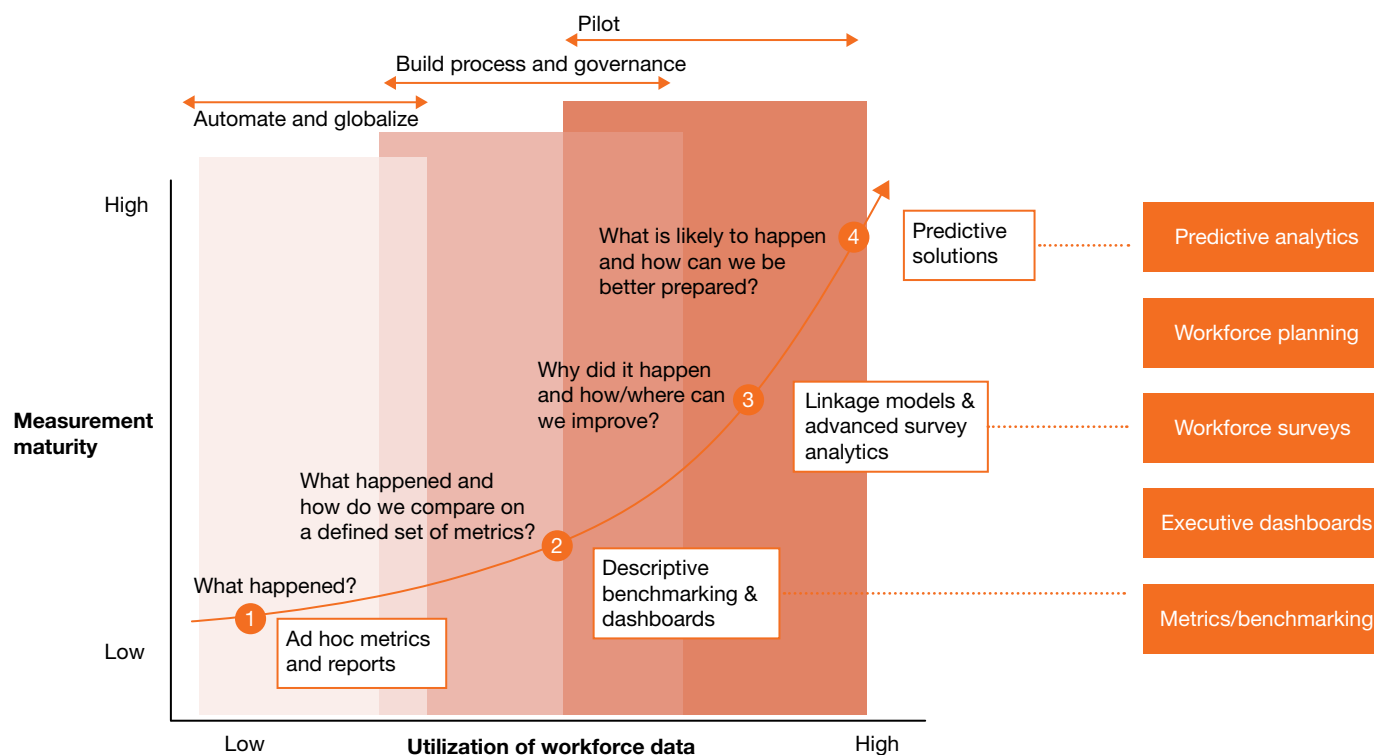 Pilot
Build process and governance
Automate and globalize
High
What is likely to happen
and how can we be
better prepared?
4
Predictive
solutions
Predictive analytics
Workforce planning
Why did it happen
and how/where can
we improve?
3
Linkage models &
advanced survey
analytics
Workforce surveys
Measurement
maturity
What happened and
how do we compare on
a defined set of metrics?
2
Descriptive
benchmarking &
dashboards
Executive dashboards
Metrics/benchmarking
What happened?
1
Ad hoc metrics
and reports
Low
Low
Utilization of workforce data
High